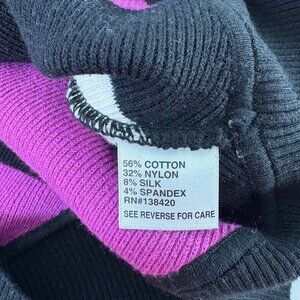 56% COTTON
32% NYLON
8% SILK
4% SPANDEX
RN#138420
SEE REVERSE FOR CARE